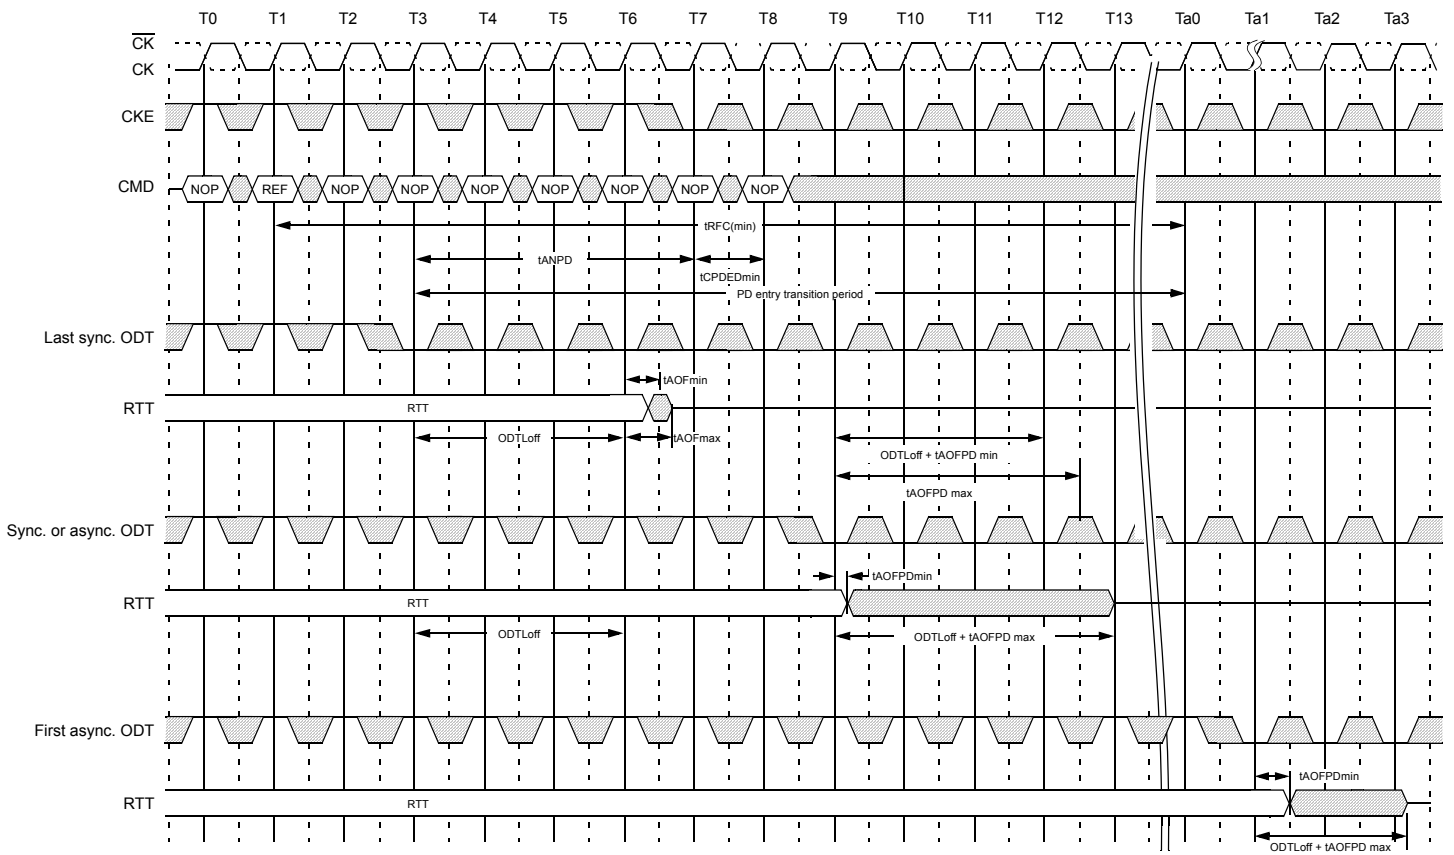 T0 T1 T2 T3 T4 T5 T6 T7 T8 T9 T10 T11 T12 T13 Ta0 Ta1 Ta2 Ta3
CK
CK
CKE
CMD NOP REF NOP NOP NOP NOP NOP NOP NOP
tRFC(min)
tANPD
tCPDEDmin
PD entry transition period
Last sync. ODT
tAOFmin
RTT RTT
ODTLoff tAOFmax
ODTLoff + tAOFPD min
tAOFPD max
Sync. or async. ODT
tAOFPDmin
RTT RTT
ODTLoff ODTLoff + tAOFPD max
First async. ODT
tAOFPDmin
RTT RTT
ODTLoff + tAOFPD max